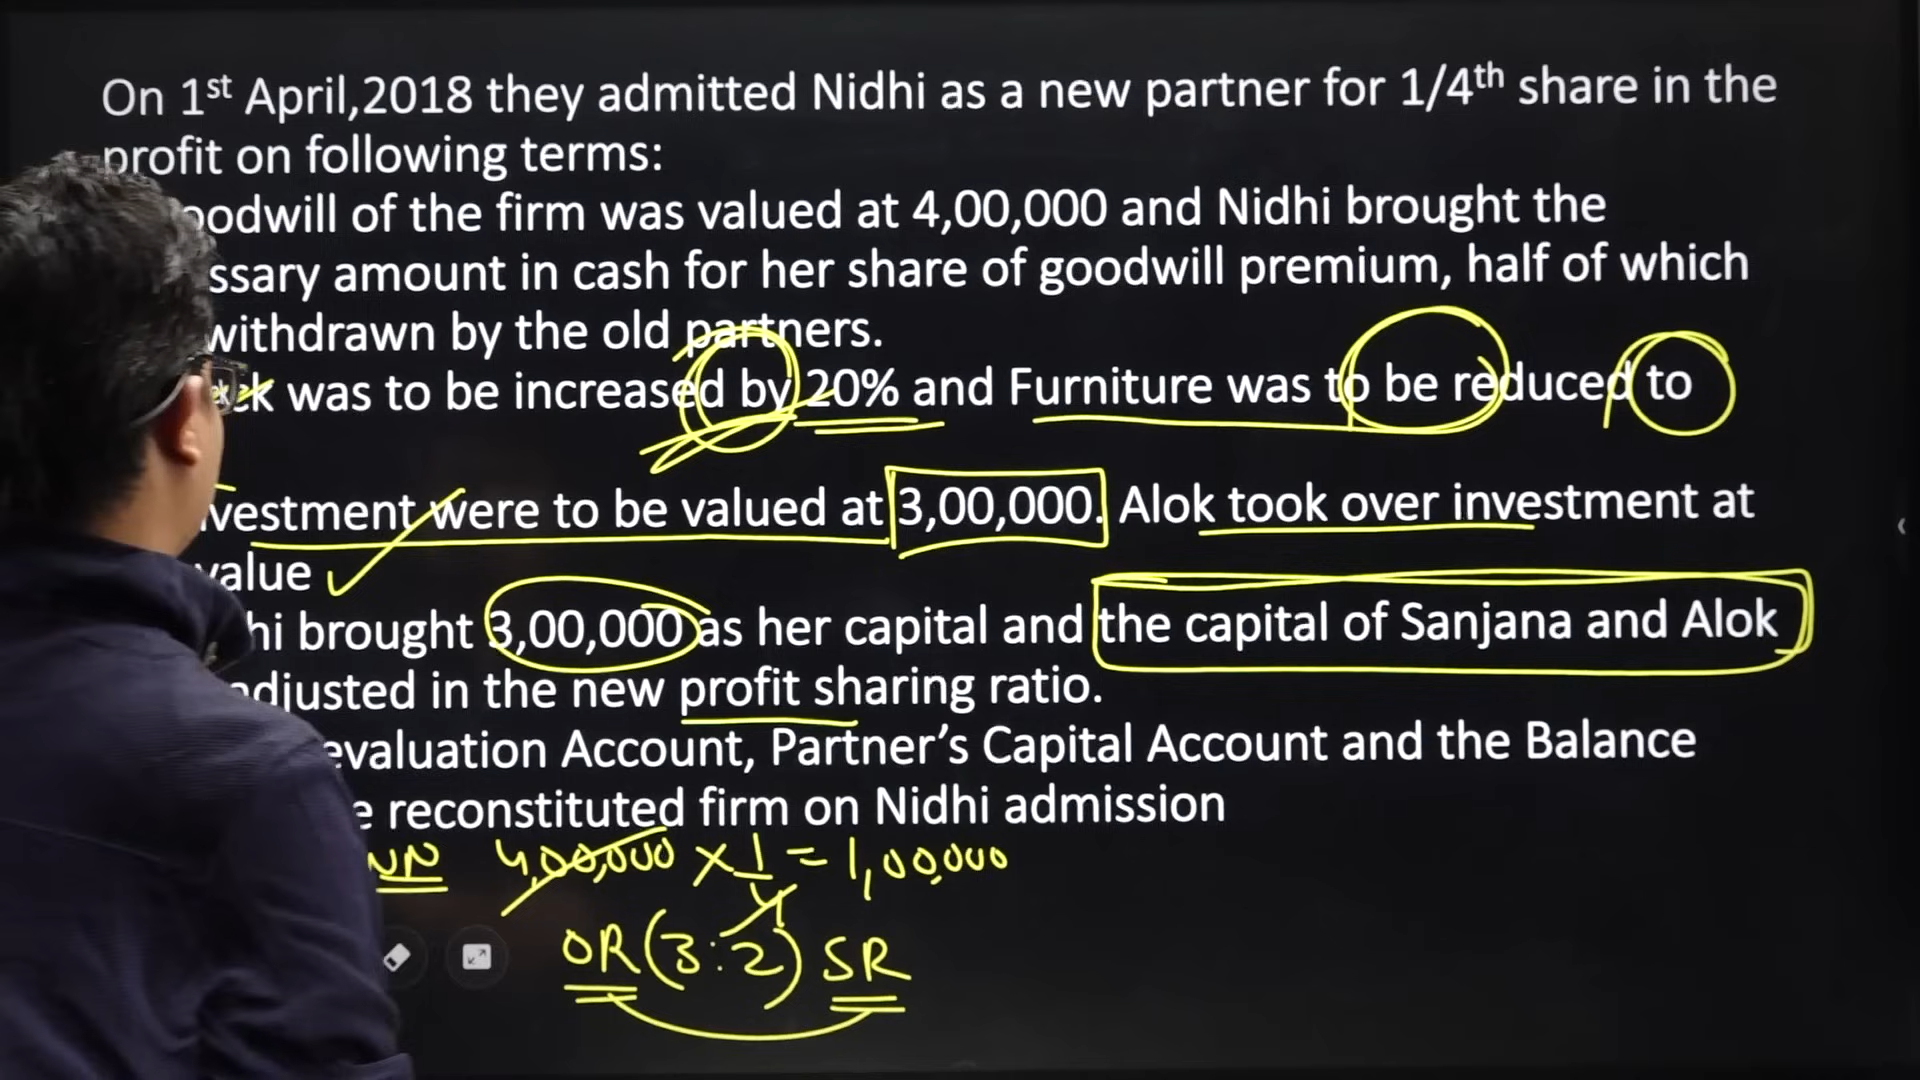 On 1st April,2018 they admitted Nidhi as a new partner for 1/4th share in the
profit on following terms:
oodwill of the firm was valued at 4,00,000 and Nidhi brought the
ssary amount in cash for her share of goodwill premium, half of which
withdrawn by the old partners.
was to be increased by 20% and Furniture was to be reduced to
vestment were to be valued at 3,00,000. Alok took over investment at
value
hi brought 3,00,000 as her capital and the capital of Sanjana and Alok
adjusted in the new profit sharing ratio.
evaluation Account, Partner's Capital Account and the Balance
e reconstituted firm on Nidhi admission
4,00,000 × 1/4 = 1,00,000
OR (3:2) SR